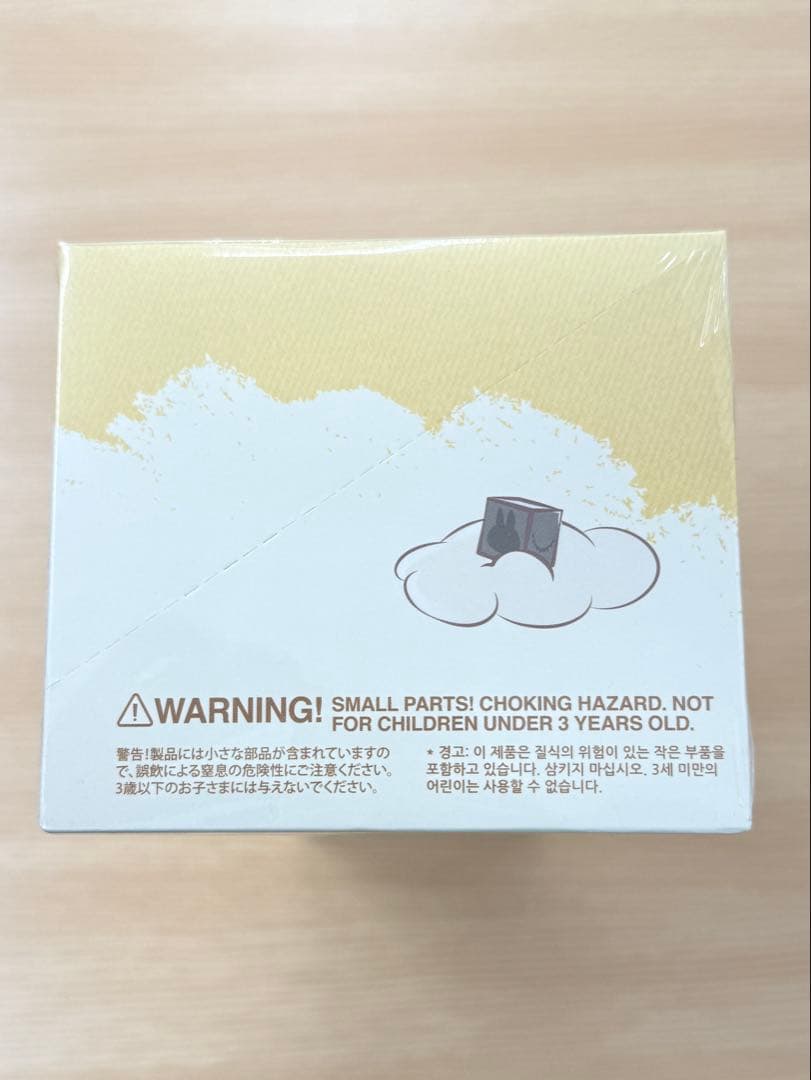 WARNING! SMALL PARTS! CHOKING HAZARD. NOT
FOR CHILDREN UNDER 3 YEARS OLD.
警告!製品には小さな部品が含まれていますの
で、誤飲による窒息の危険性にご注意ください。
3歳以下のお子さまには与えないでください。
* 경고: 이 제품은 질식의 위험이 있는 작은 부품을
포함하고 있습니다. 삼키지 마십시오. 3세 미만의
어린이는 사용할 수 없습니다.